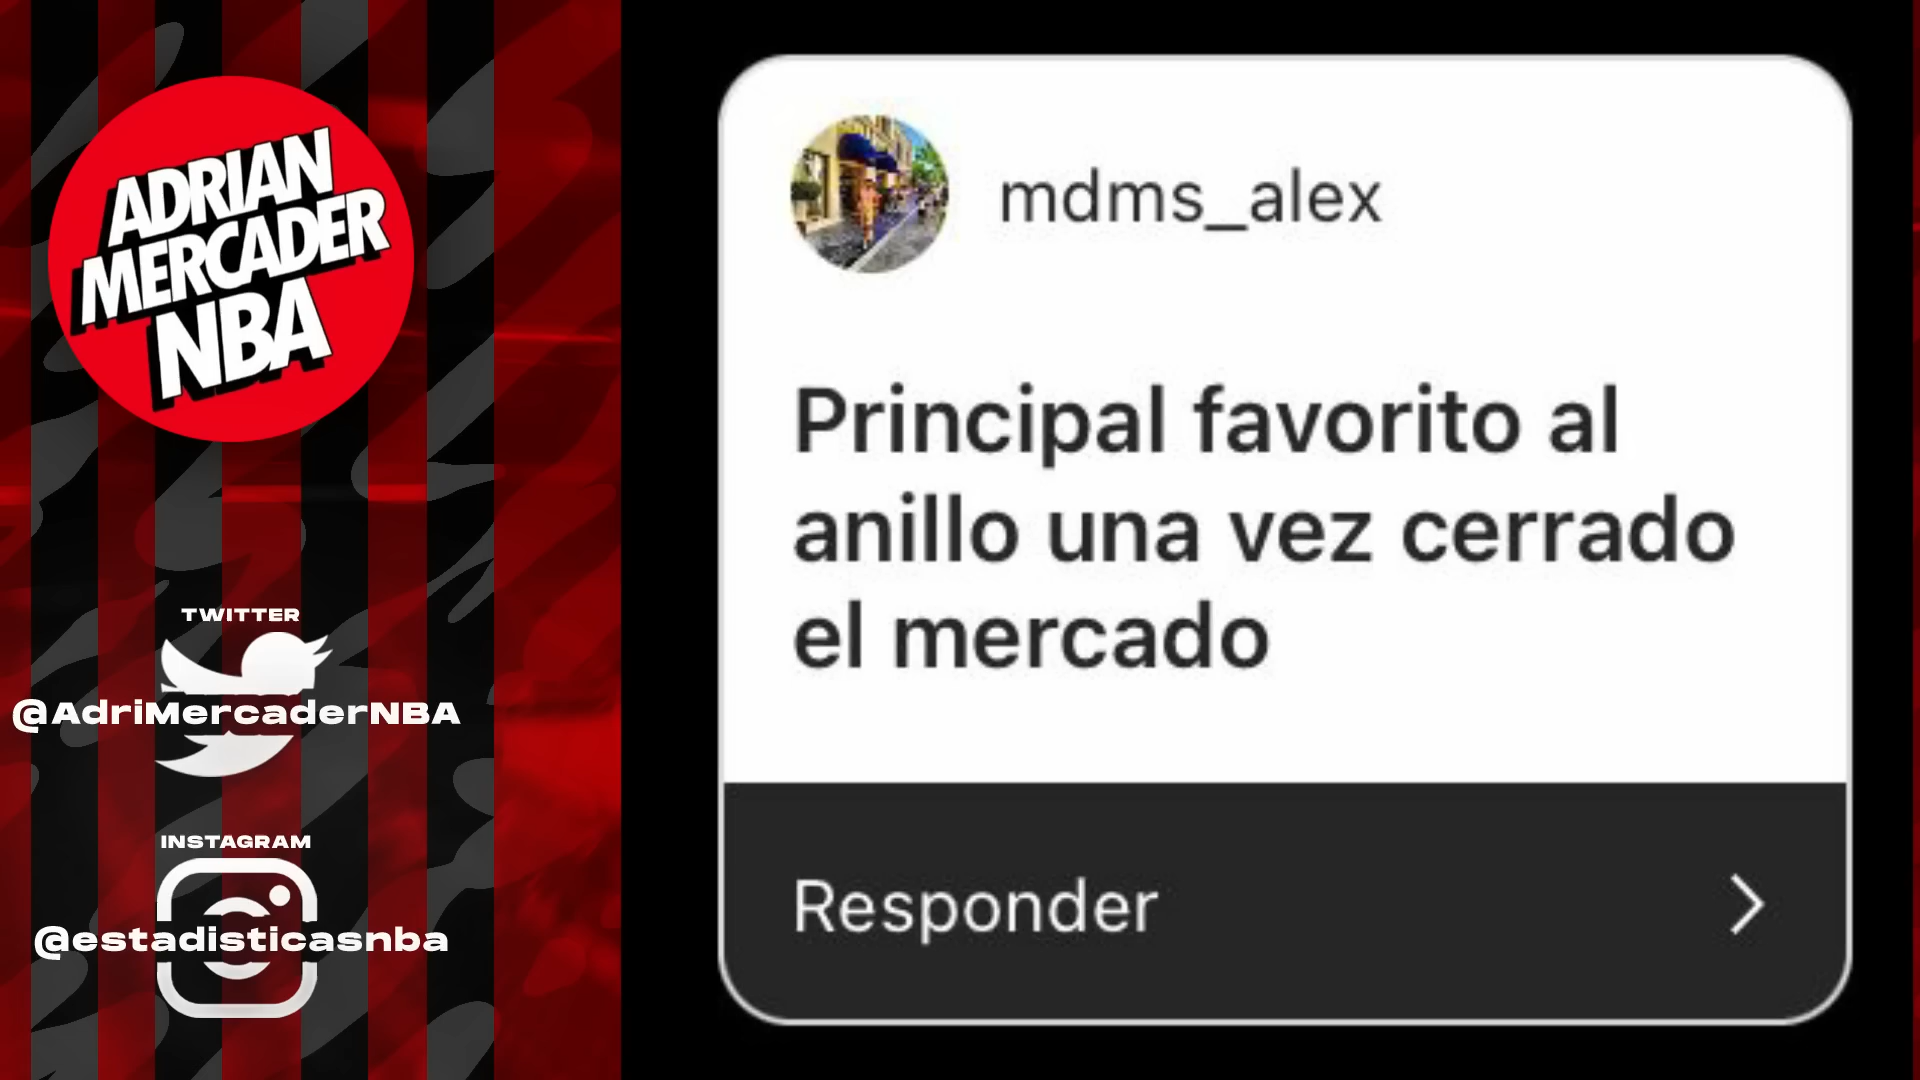 ADRIAN
MERCADER
NBA
TWITTER
@AdriMercaderNBA
INSTAGRAM
@estadisticasnba
mdms_alex
Principal favorito al
anillo una vez cerrado
el mercado
Responder